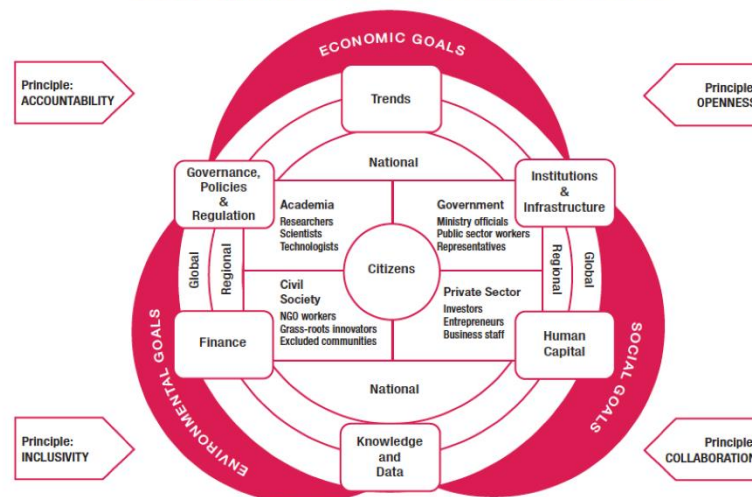 ECONOMIC GOALS
Principle:
ACCOUNTABILITY
Principle
OPENNESS
Trends
National
Governance,
Policies
&
Regulation
Institutions
&
Infrastructure
Academia
Researchers
Scientists
Technologists
Government
Ministry officials
Public sector workers
Representatives
Global
Regional
Citizens
Regional
Global
Civil
Society
NGO workers
Grass-roots innovators
Excluded communities
Private Sector
Investors
Entrepreneurs
Business staff
Finance
Human
Capital
National
ENVIRONMENTAL GOALS
SOCIAL GOALS
Principle:
INCLUSIVITY
Knowledge
and
Data
Principle
COLLABORATION